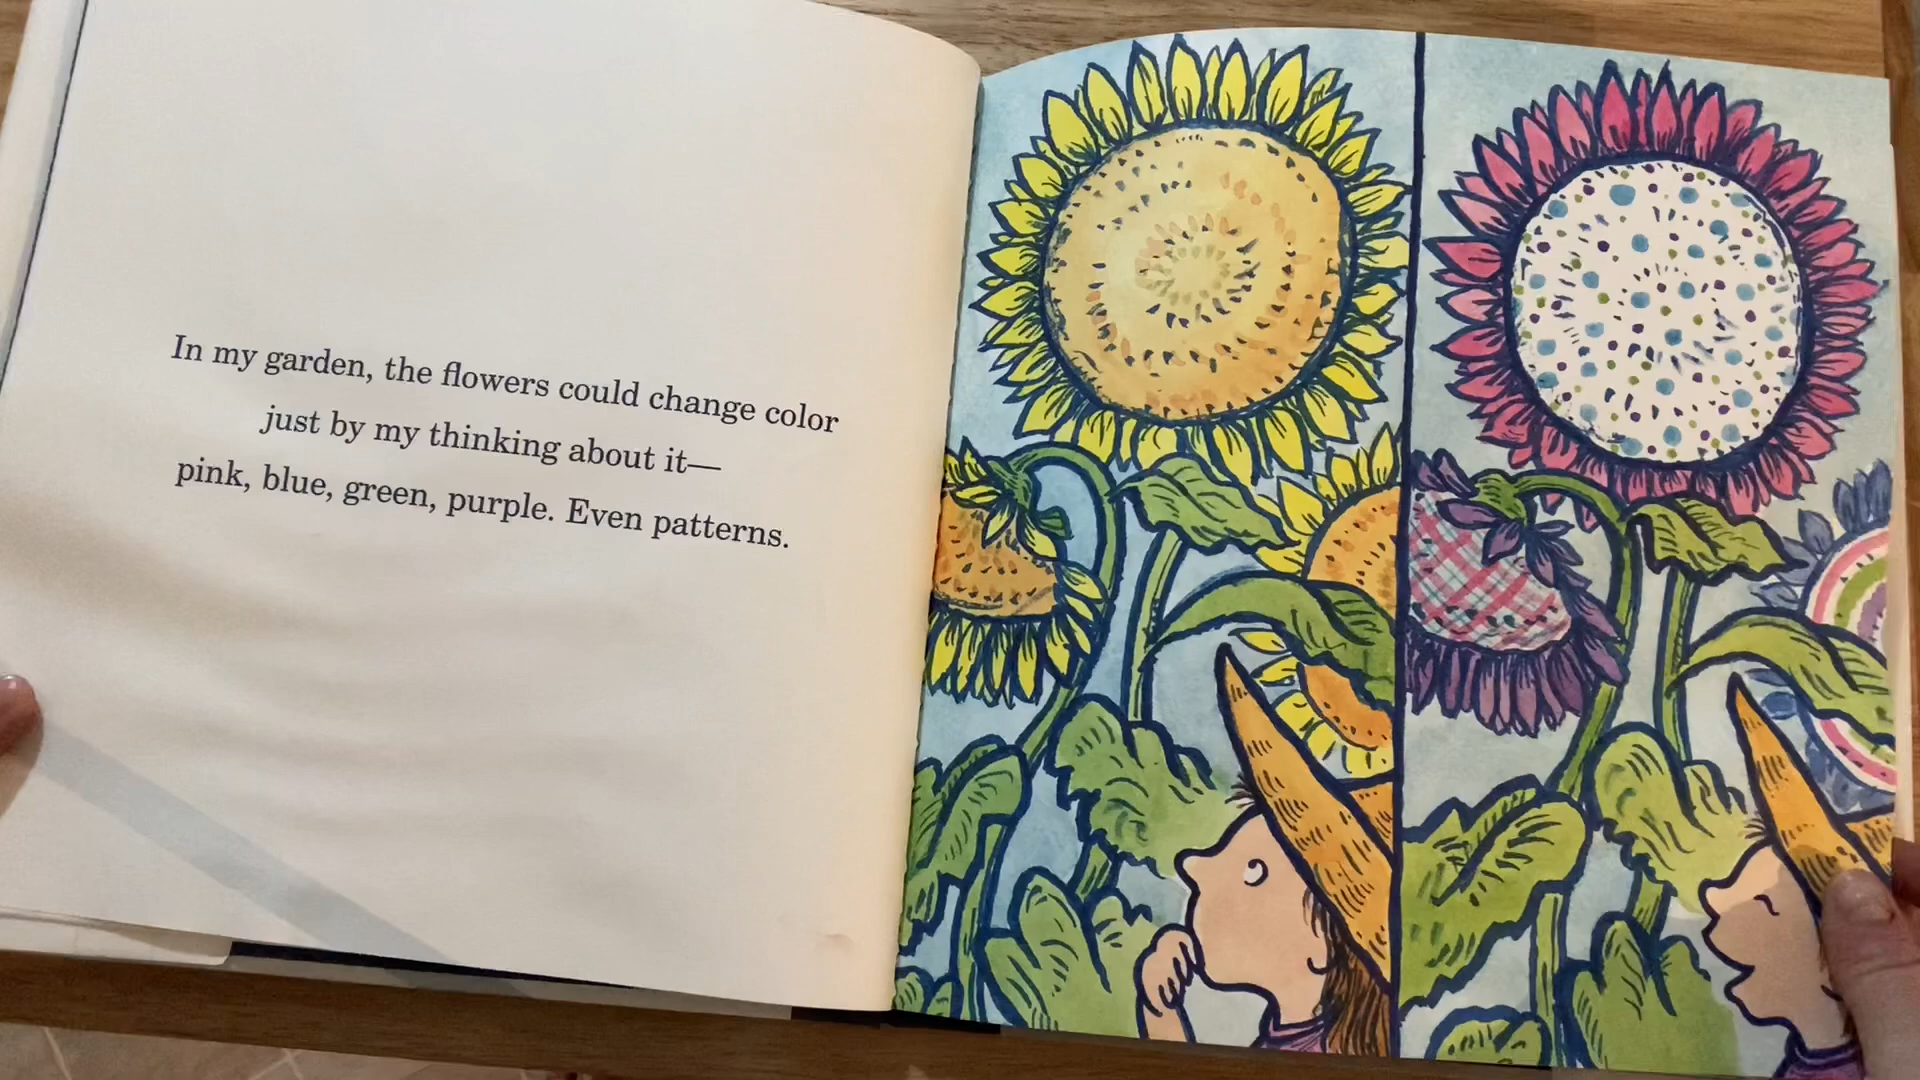 In my garden, the flowers could change color
just by my thinking about it—
pink, blue, green, purple. Even patterns.